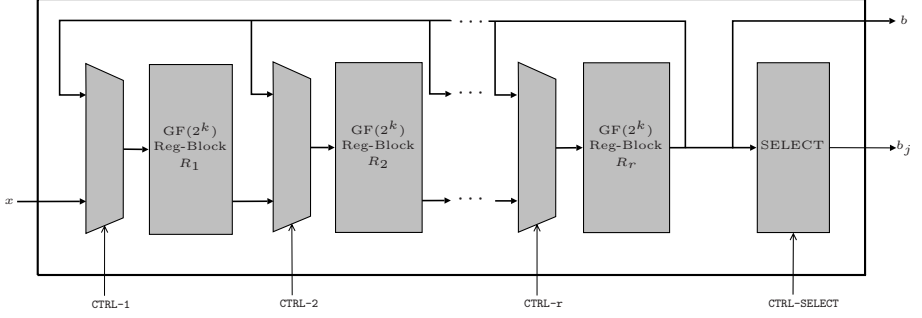 b
· · ·
· · ·
GF(2^k)
Reg-Block
R_1
GF(2^k)
Reg-Block
R_2
GF(2^k)
Reg-Block
R_r
SELECT
b_j
x
· · ·
CTRL-1
CTRL-2
CTRL-r
CTRL-SELECT